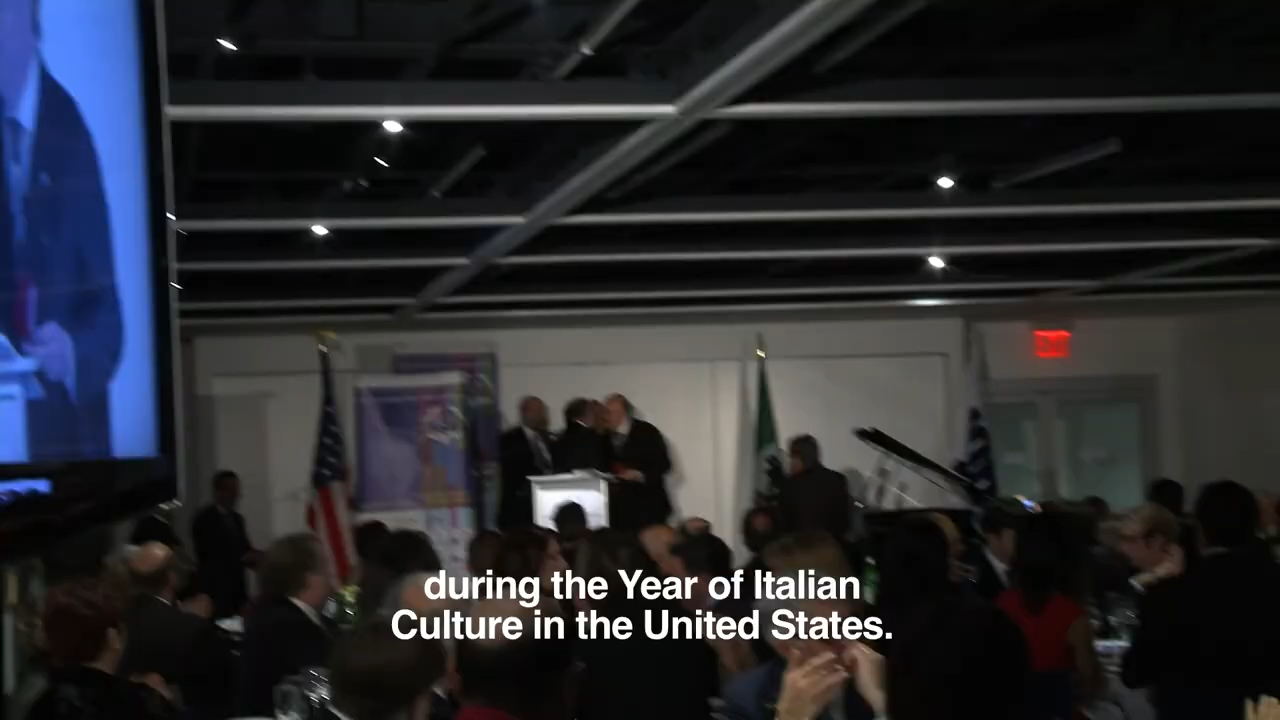 during the Year of Italian
Culture in the United States.